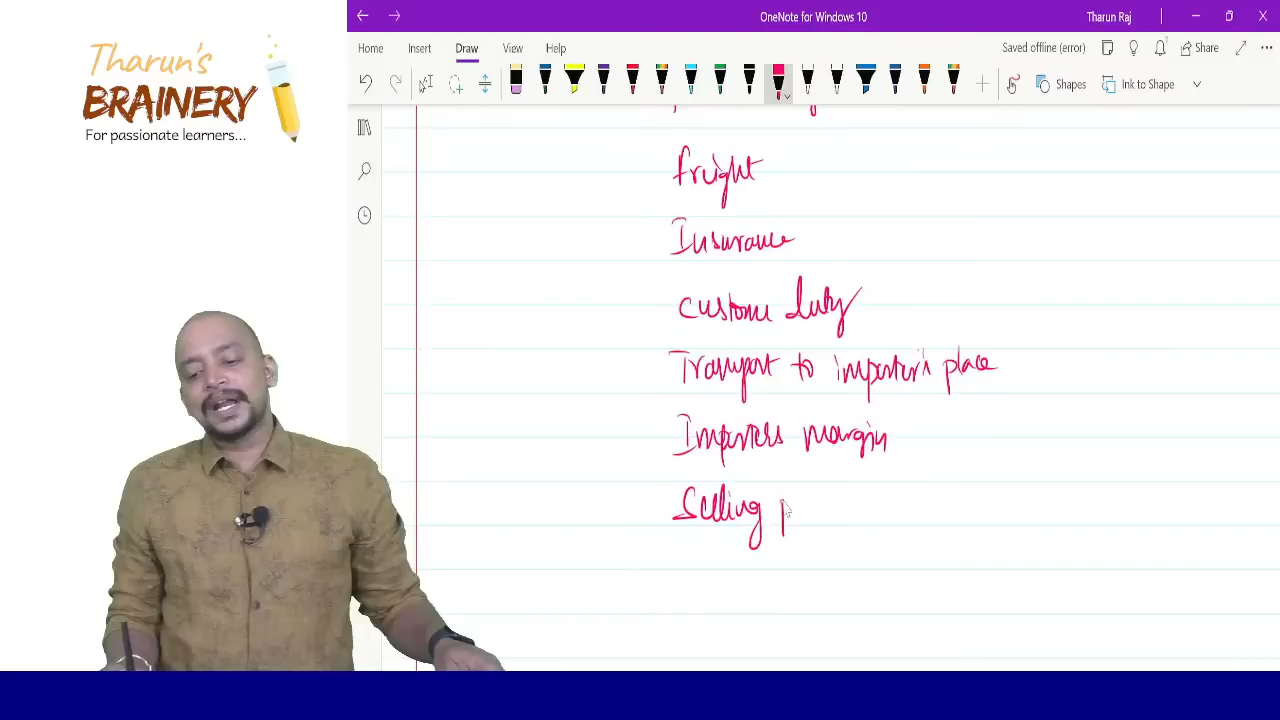 OneNote for Windows 10
Tharun Raj
Home Insert Draw View Help
Saved offline (error)
Share
Shapes
Ink to Shape
Tharun's
BRAINERY
For passionate learners...
freight
Insurance
custome duty
Transport to importer's place
Importers margin
Selling p